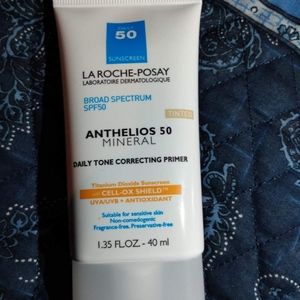 50
SUNSCREEN
LA ROCHE-POSAY
LABORATOIRE DERMATOLOGIQUE
BROAD SPECTRUM
SPF50
TINTED
ANTHELIOS 50
MINERAL
DAILY TONE CORRECTING PRIMER
Titanium Dioxide Sunscreen
with CELL-OX SHIELD™
UVA/UVB + ANTIOXIDANT
Suitable for sensitive skin
Non-comedogenic
Fragrance-free. Preservative-free
1.35 FL.OZ. - 40 ml